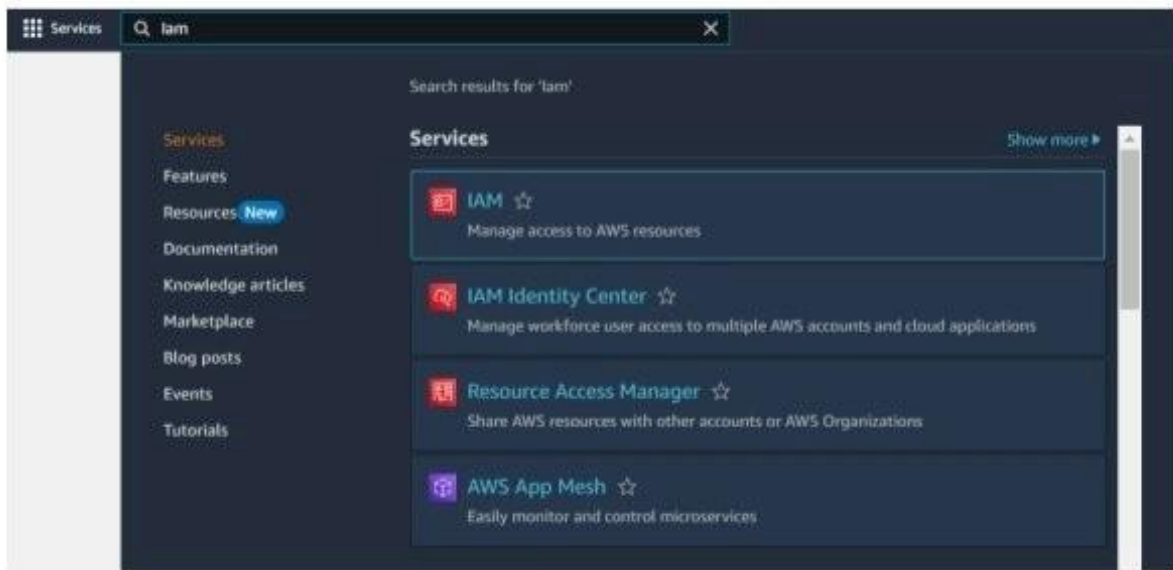 Services
Iam
Search results for 'Iam'
Services
Features
Resources New
Documentation
Knowledge articles
Marketplace
Blog posts
Events
Tutorials
Services
Show more
IAM
Manage access to AWS resources
IAM Identity Center
Manage workforce user access to multiple AWS accounts and cloud applications
Resource Access Manager
Share AWS resources with other accounts or AWS Organizations
AWS App Mesh
Easily monitor and control microservices